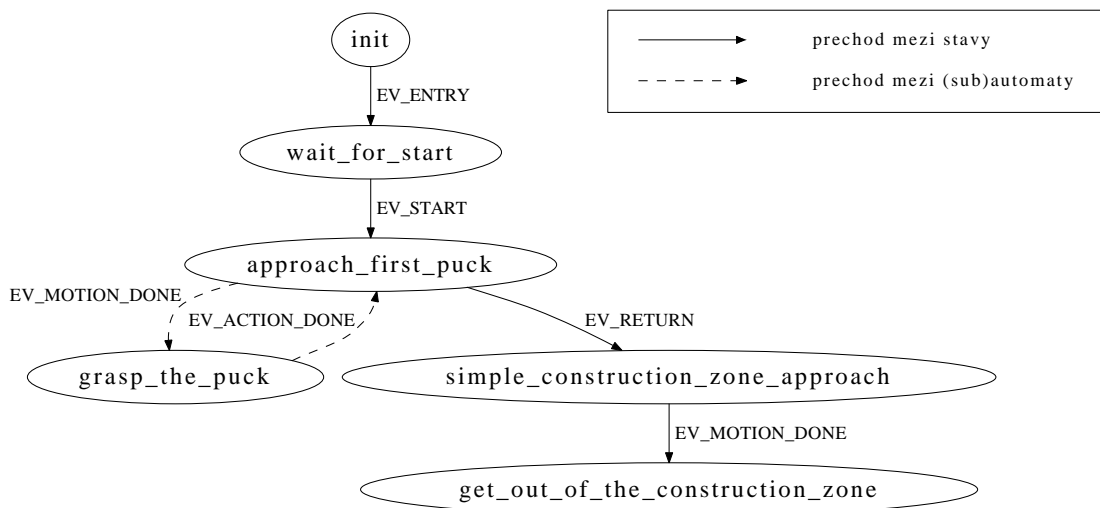 init
prechod mezi stavy
prechod mezi (sub)automaty
EV_ENTRY
wait_for_start
EV_START
approach_first_puck
EV_MOTION_DONE
EV_ACTION_DONE
EV_RETURN
grasp_the_puck
simple_construction_zone_approach
EV_MOTION_DONE
get_out_of_the_construction_zone